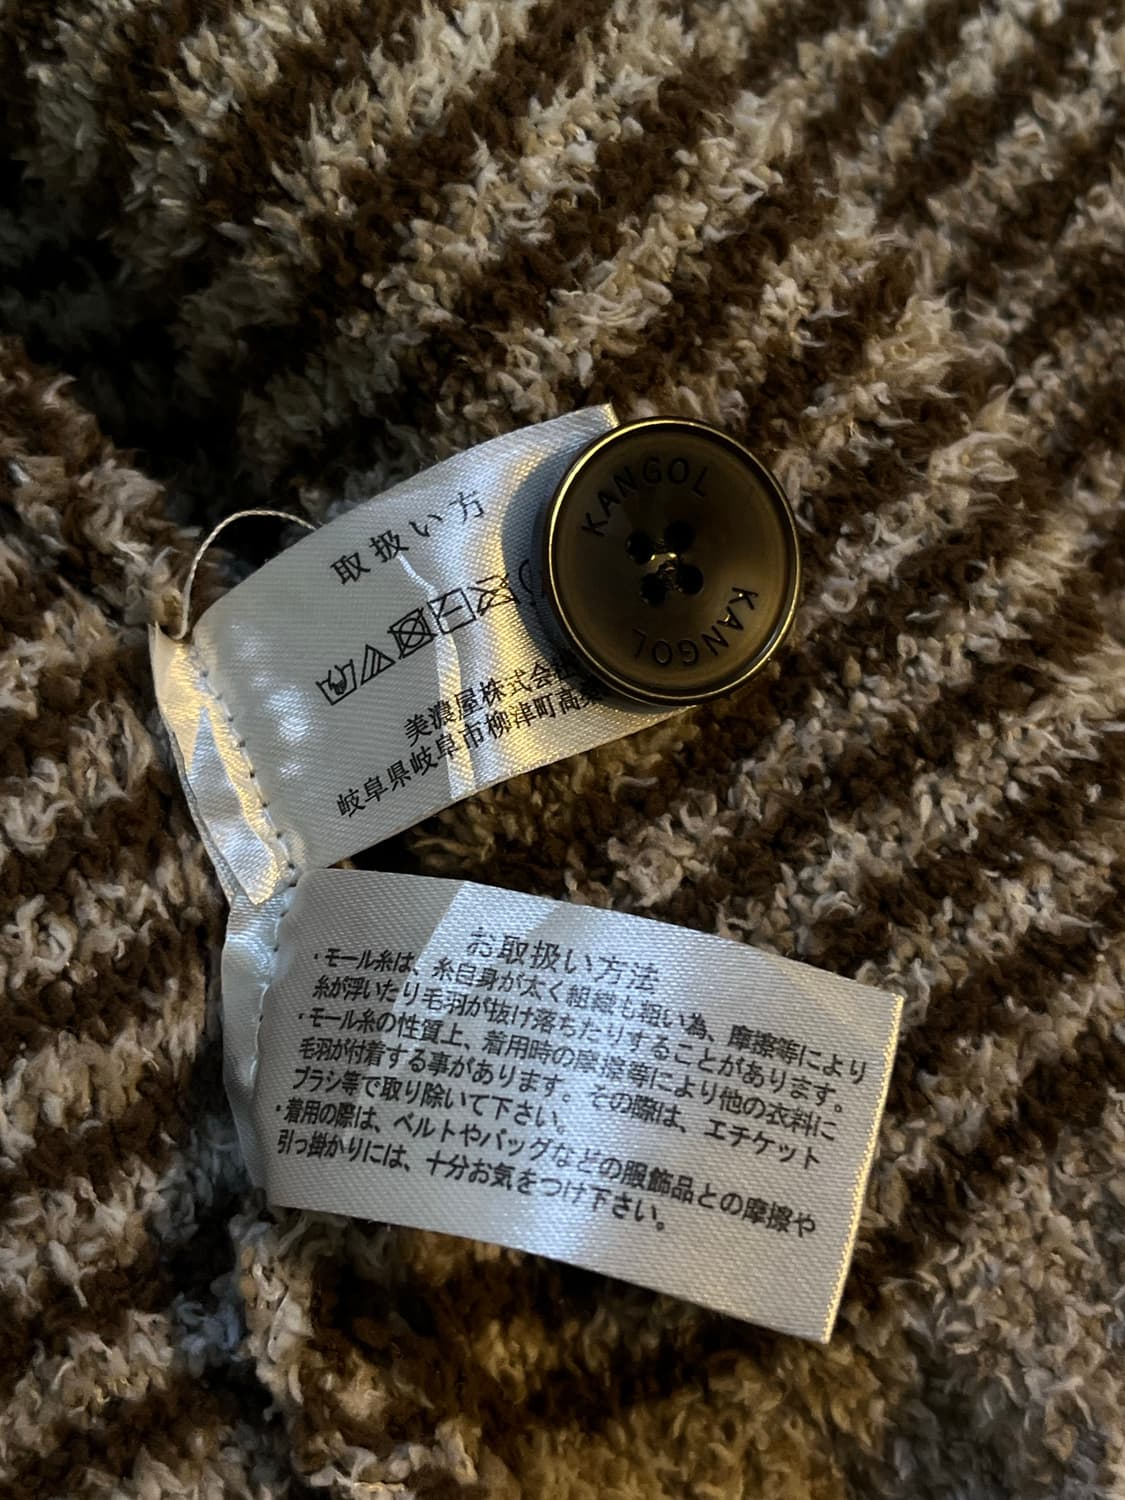 KANGOL
KANGOL
取扱い方
美濃屋株式会社
岐阜県岐阜市柳津町高桑
お取扱い方法
・モール糸は、糸自身が太く組織も粗い為、摩擦等により
糸が浮いたり毛羽が抜け落ちたりすることがあります。
・モール糸の性質上、着用時の摩擦等により他の衣料に
毛羽が付着する事があります。その際は、エチケット
ブラシ等で取り除いて下さい。
・着用の際は、ベルトやバッグなどの服飾品との摩擦や
引っ掛かりには、十分お気をつけ下さい。